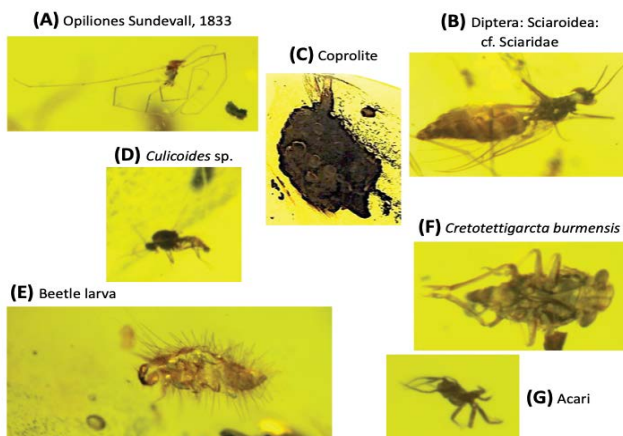 (A) Opiliones Sundevall, 1833
(B) Diptera: Sciaroidea:
cf. Sciaridae
(C) Coprolite
(D) Culicoides sp.
(E) Beetle larva
(F) Cretotettigarcta burmensis
(G) Acari